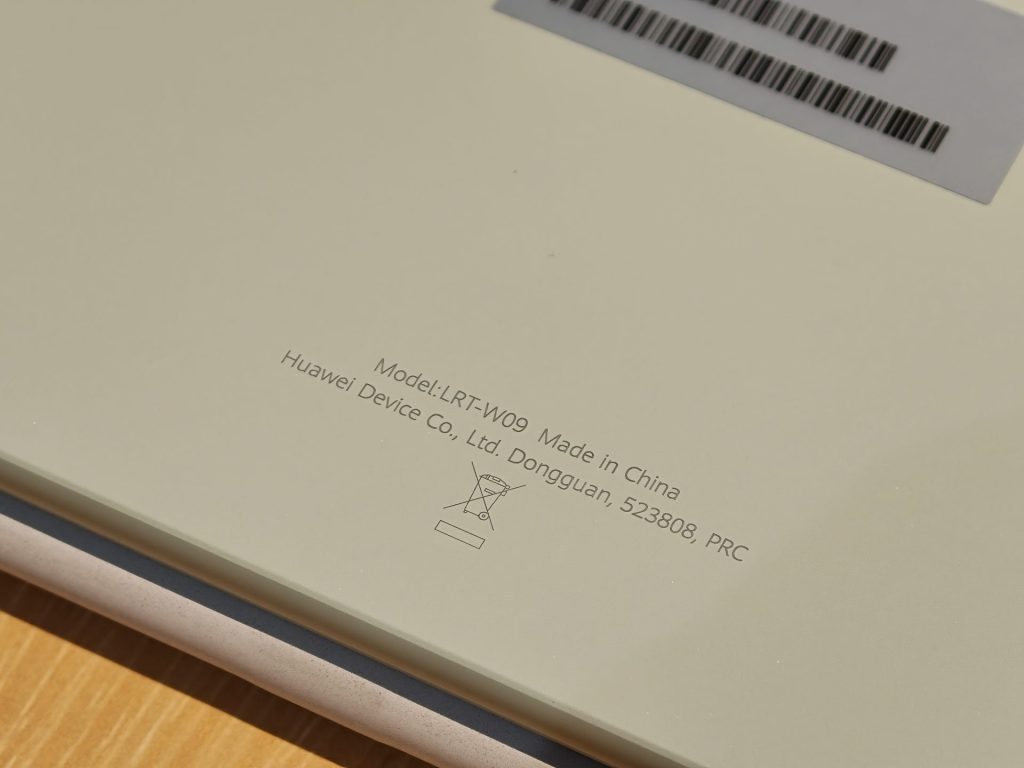 Model:LRT-W09 Made in China
Huawei Device Co., Ltd. Dongguan, 523808, PRC